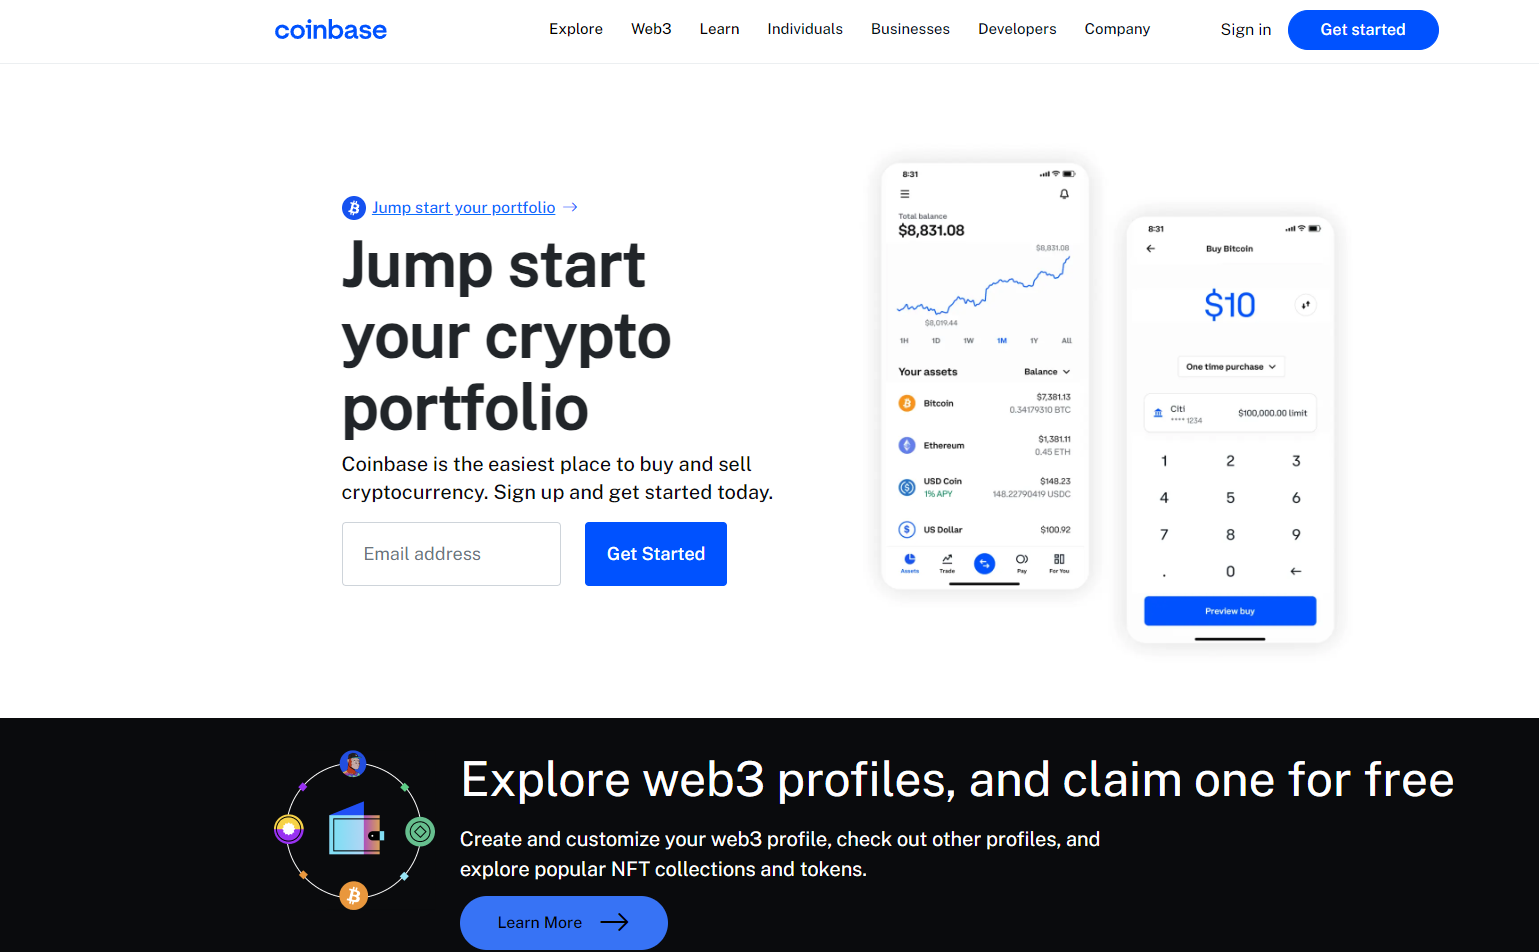 coinbase
Explore
Web3
Learn
Individuals
Businesses
Developers
Company
Sign in
Get started
Jump start your portfolio
Jump start
your crypto
portfolio
Coinbase is the easiest place to buy and sell
cryptocurrency. Sign up and get started today.
Email address
Get Started
8:31
Total balance
$8,831.08
$8,831.08
$8,019.44
1H 1D 1W 1M 1Y All
Your assets Balance
Bitcoin $7,381.13
0.34179310 BTC
Ethereum $1,381.11
0.45 ETH
USD Coin $148.23
1% APY 148.22790419 USDC
US Dollar $100.92
Assets Trade Pay For You
8:31
Buy Bitcoin
$10
One time purchase
Citi $100,000.00 limit
**** 1234
1 2 3
4 5 6
7 8 9
. 0
Preview buy
Explore web3 profiles, and claim one for free
Create and customize your web3 profile, check out other profiles, and
explore popular NFT collections and tokens.
Learn More